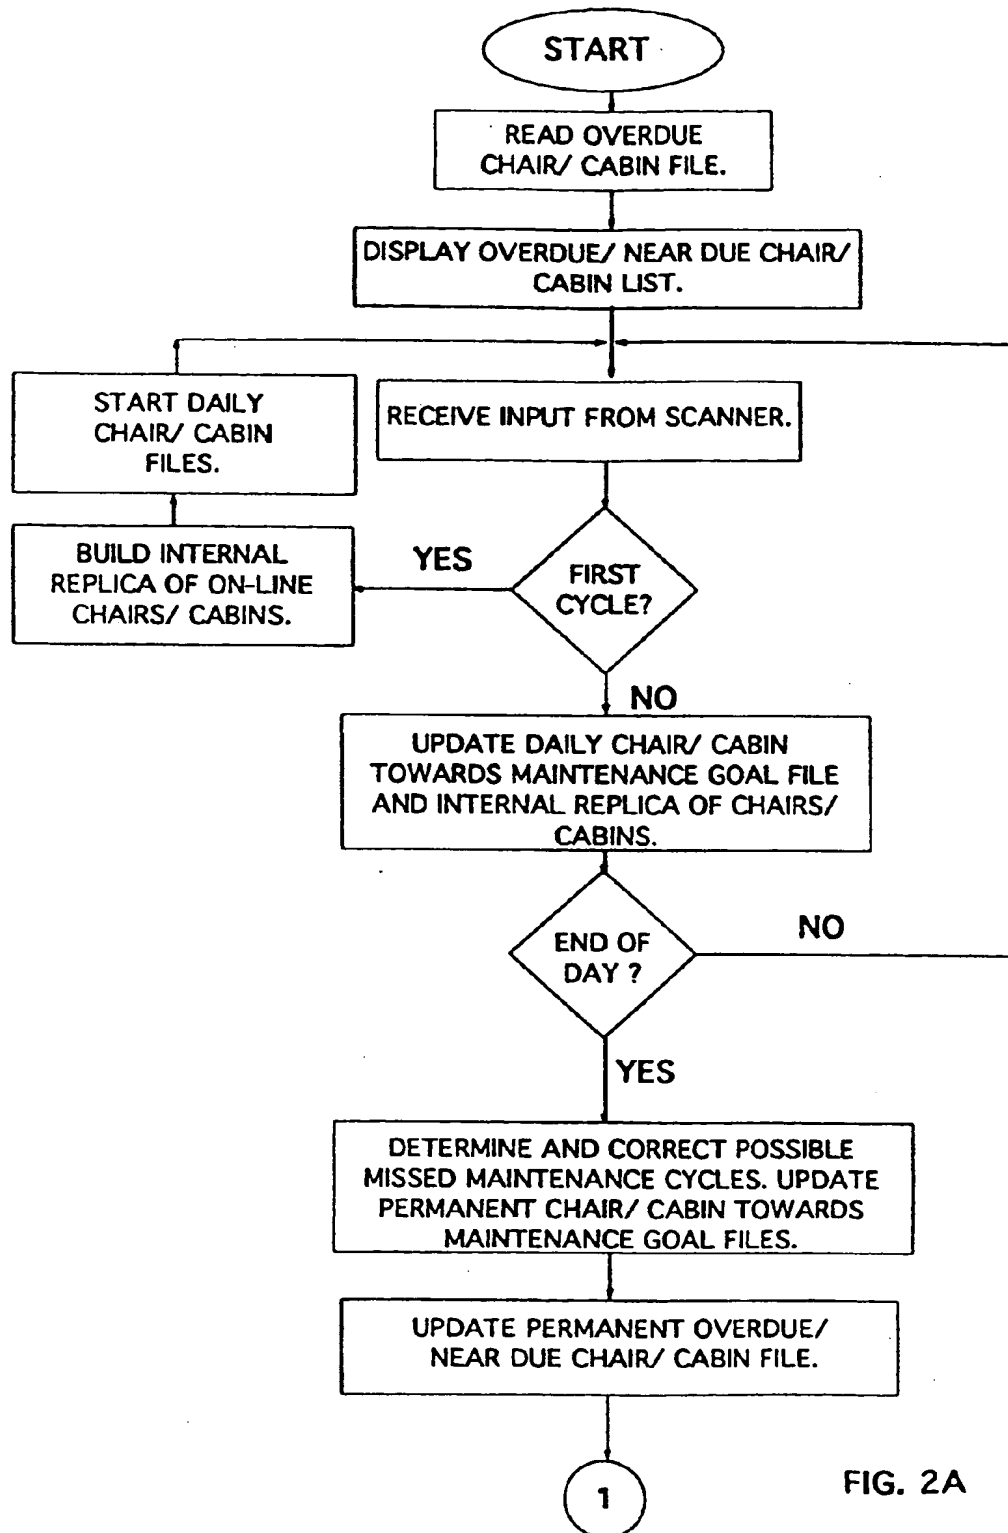 START
READ OVERDUE
CHAIR/ CABIN FILE.
DISPLAY OVERDUE/ NEAR DUE CHAIR/
CABIN LIST.
START DAILY
CHAIR/ CABIN
FILES.
RECEIVE INPUT FROM SCANNER.
BUILD INTERNAL
REPLICA OF ON-LINE
CHAIRS/ CABINS.
YES
FIRST
CYCLE?
NO
UPDATE DAILY CHAIR/ CABIN
TOWARDS MAINTENANCE GOAL FILE
AND INTERNAL REPLICA OF CHAIRS/
CABINS.
END OF
DAY ?
NO
YES
DETERMINE AND CORRECT POSSIBLE
MISSED MAINTENANCE CYCLES. UPDATE
PERMANENT CHAIR/ CABIN TOWARDS
MAINTENANCE GOAL FILES.
UPDATE PERMANENT OVERDUE/
NEAR DUE CHAIR/ CABIN FILE.
1
FIG. 2A